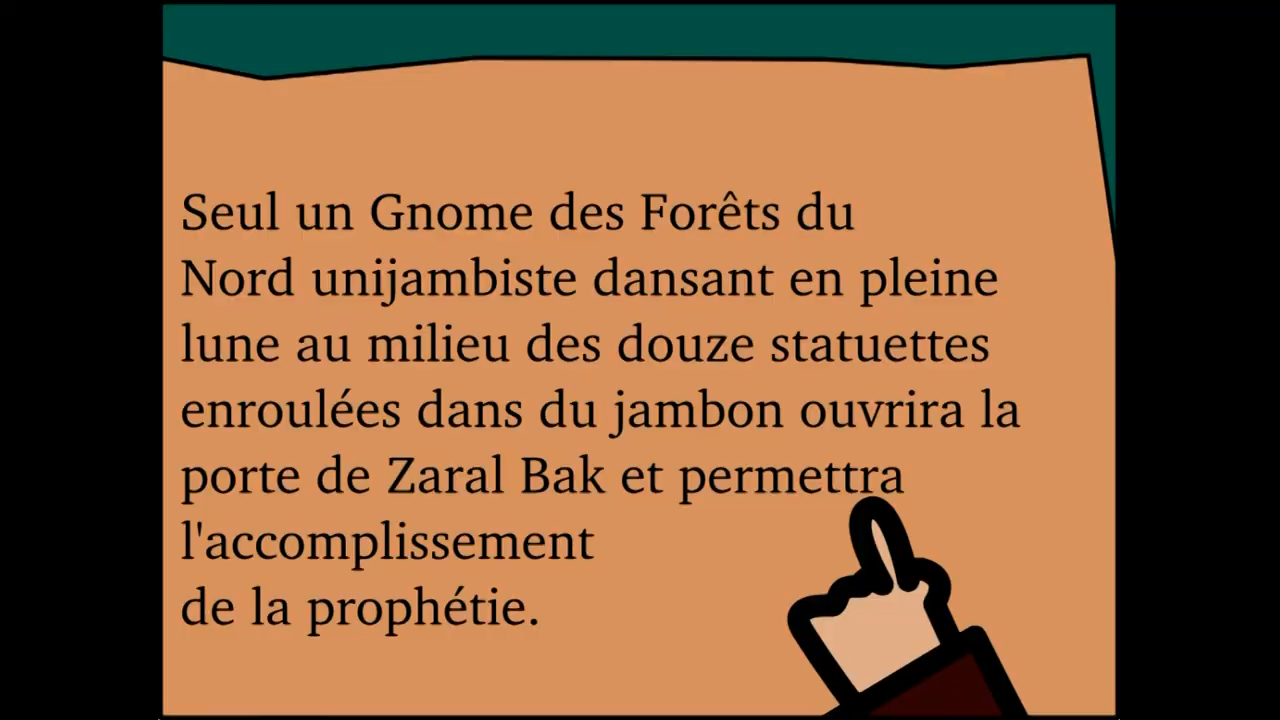 Seul un Gnome des Forêts du
Nord unijambiste dansant en pleine
lune au milieu des douze statuettes
enroulées dans du jambon ouvrira la
porte de Zaral Bak et permettra
l'accomplissement
de la prophétie.